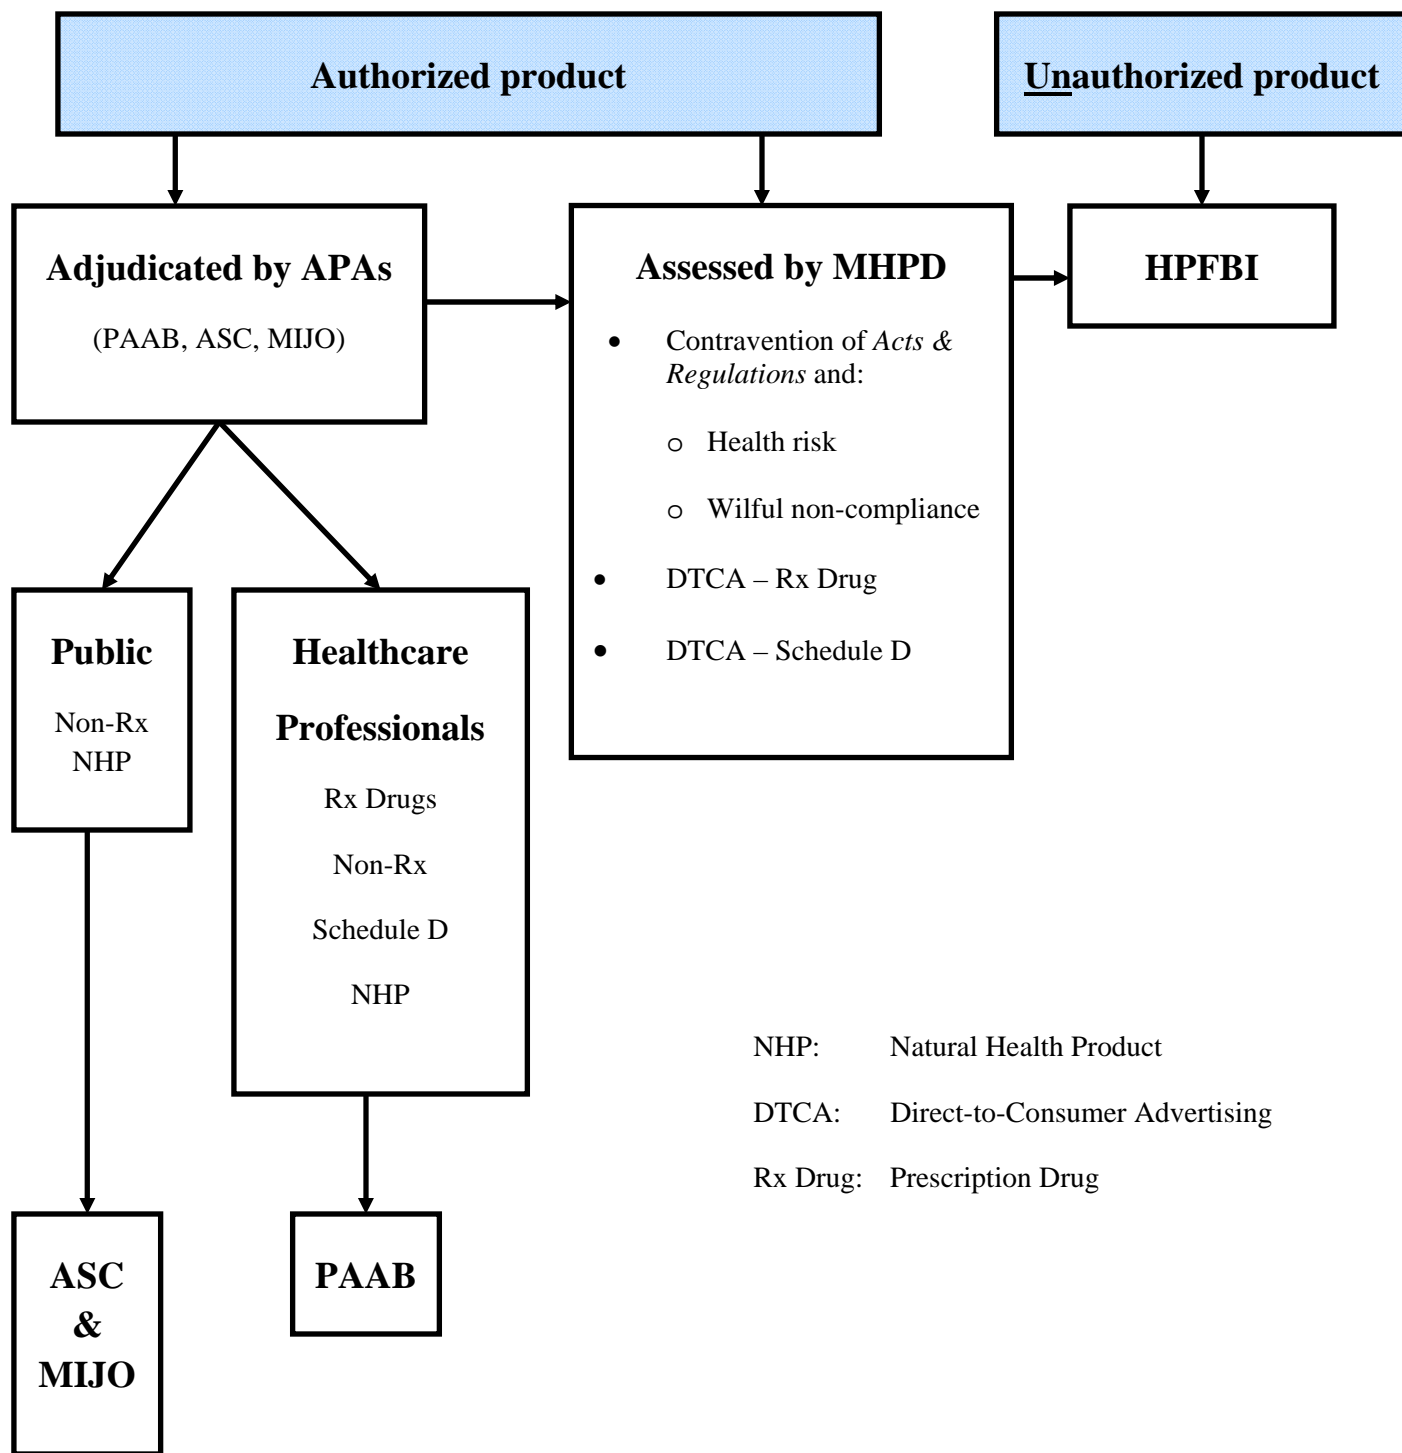 Authorized product
Unauthorized product
Adjudicated by APAs
(PAAB, ASC, MIJO)
Assessed by MHPD
• Contravention of Acts &
Regulations and:
o Health risk
o Wilful non-compliance
• DTCA – Rx Drug
• DTCA – Schedule D
HPFBI
Public
Non-Rx
NHP
Healthcare
Professionals
Rx Drugs
Non-Rx
Schedule D
NHP
NHP: Natural Health Product
DTCA: Direct-to-Consumer Advertising
Rx Drug: Prescription Drug
ASC
&
MIJO
PAAB